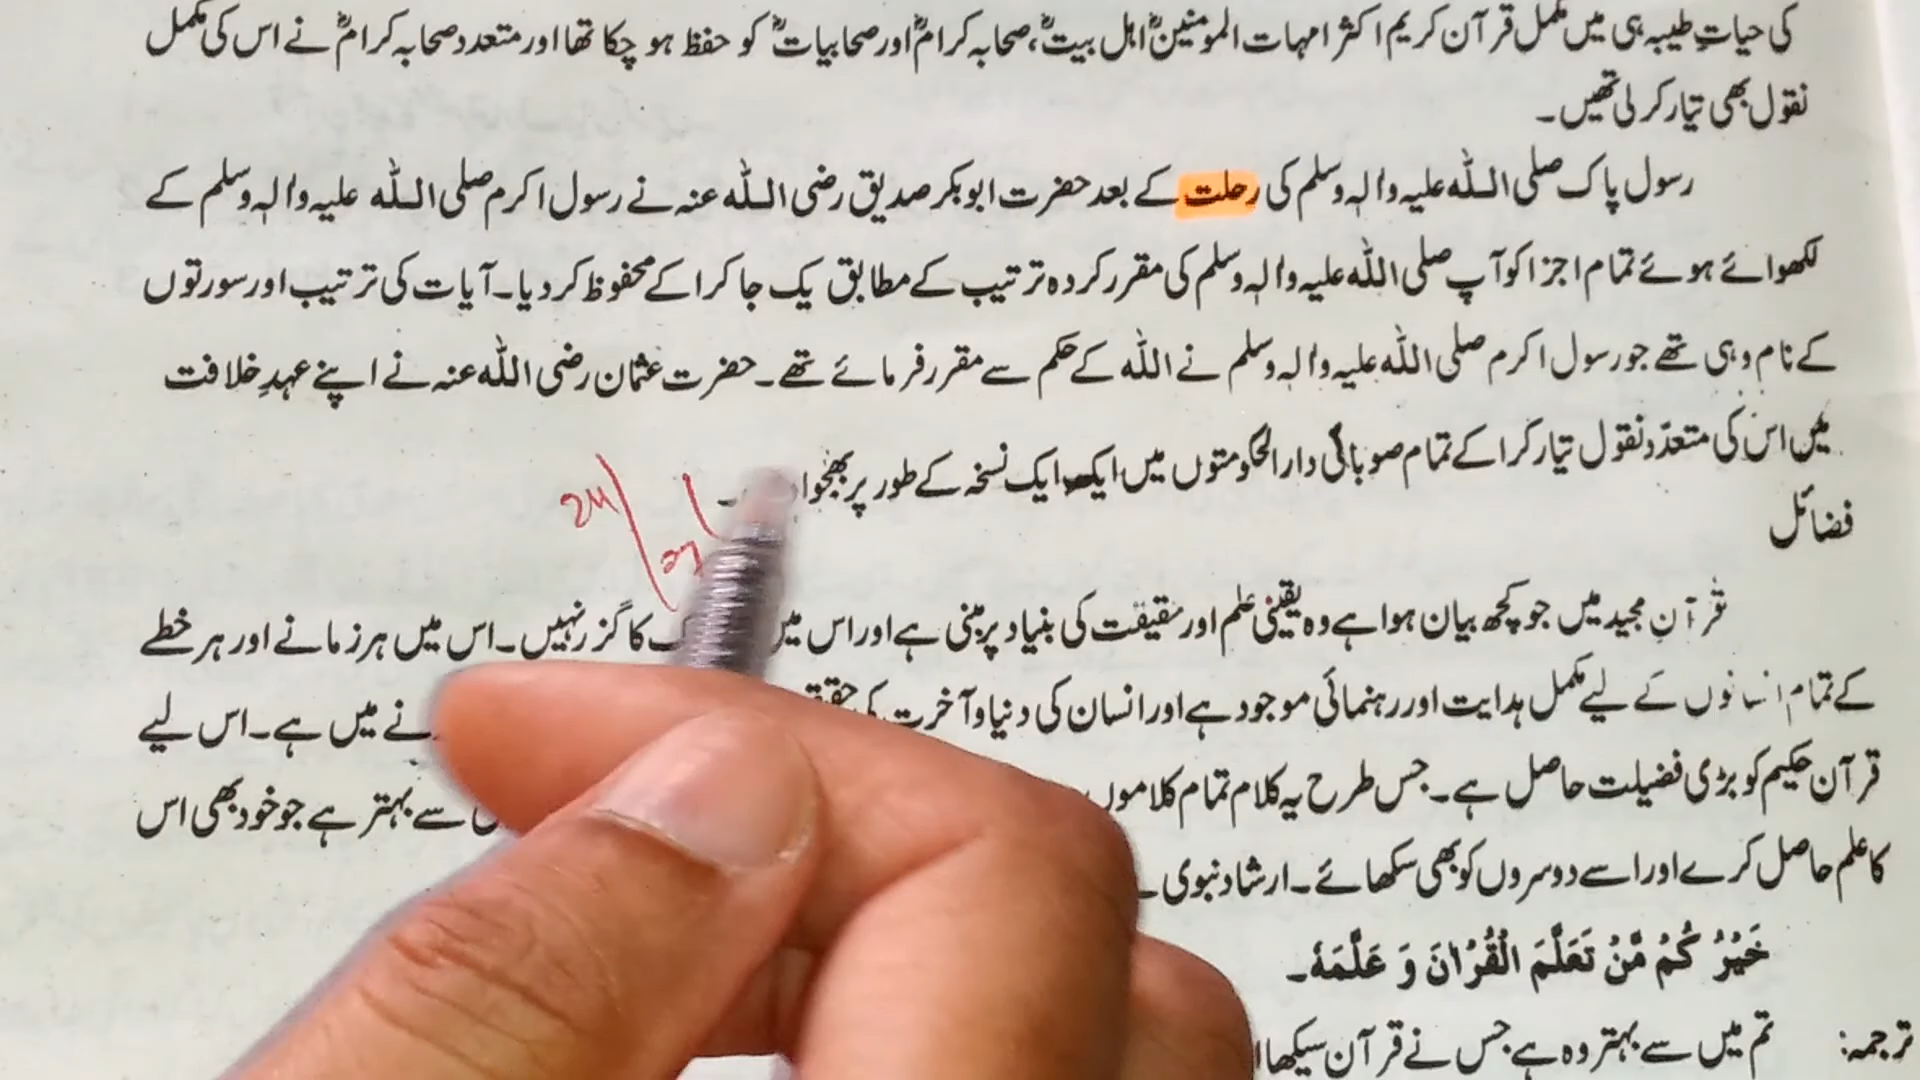 کی حیاتِ طیبہ ہی میں مکمل قرآن کریم اکثر امہات المومنینؓ اہل بیتؓ، صحابہ کرامؓ اور صحابیاتؓ کو حفظ ہو چکا تھا اور متعدد صحابہ کرامؓ نے اس کی مکمل
نقول بھی تیار کر لی تھیں۔
رسول پاک صلی اللہ علیہ والہ وسلم کی رحلت کے بعد حضرت ابوبکر صدیق رضی اللہ عنہ نے رسول اکرم صلی اللہ علیہ والہ وسلم کے
لکھوائے ہوئے تمام اجزا کو آپ صلی اللہ علیہ والہ وسلم کی مقرر کردہ ترتیب کے مطابق یک جا کرا کے محفوظ کر دیا۔ آیات کی ترتیب اور سورتوں
کے نام وہی تھے جو رسول اکرم صلی اللہ علیہ والہ وسلم نے اللہ کے حکم سے مقرر فرمائے تھے۔ حضرت عثمان رضی اللہ عنہ نے اپنے عہدِ خلافت
میں اس کی متعدّد نقول تیار کرا کے تمام صوبائی دارالحکومتوں میں ایک ایک نسخہ کے طور پر
فضائل
قرآنِ مجید میں جو کچھ بیان ہوا ہے وہ یقینی علم اور حقیقت کی بنیاد پر مبنی ہے اور اس میں کا گزر نہیں۔ اس میں ہر زمانے اور ہر خطے
کے تمام انسانوں کے لیے مکمل ہدایت اور رہنمائی موجود ہے اور انسان کی دنیا و آخرت کی میں ہے۔ اس لیے
قرآن حکیم کو بڑی فضیلت حاصل ہے۔ جس طرح یہ کلام تمام کلاموں سے بہتر ہے جو خود بھی اس
کا علم حاصل کرے اور اسے دوسروں کو بھی سکھائے۔ ارشاد نبوی
خَيْرُ كُمْ مَّنْ تَعَلَّمَ الْقُرْاٰنَ وَ عَلَّمَهٗ۔
ترجمہ: تم میں سے بہتر وہ ہے جس نے قرآن سیکھا